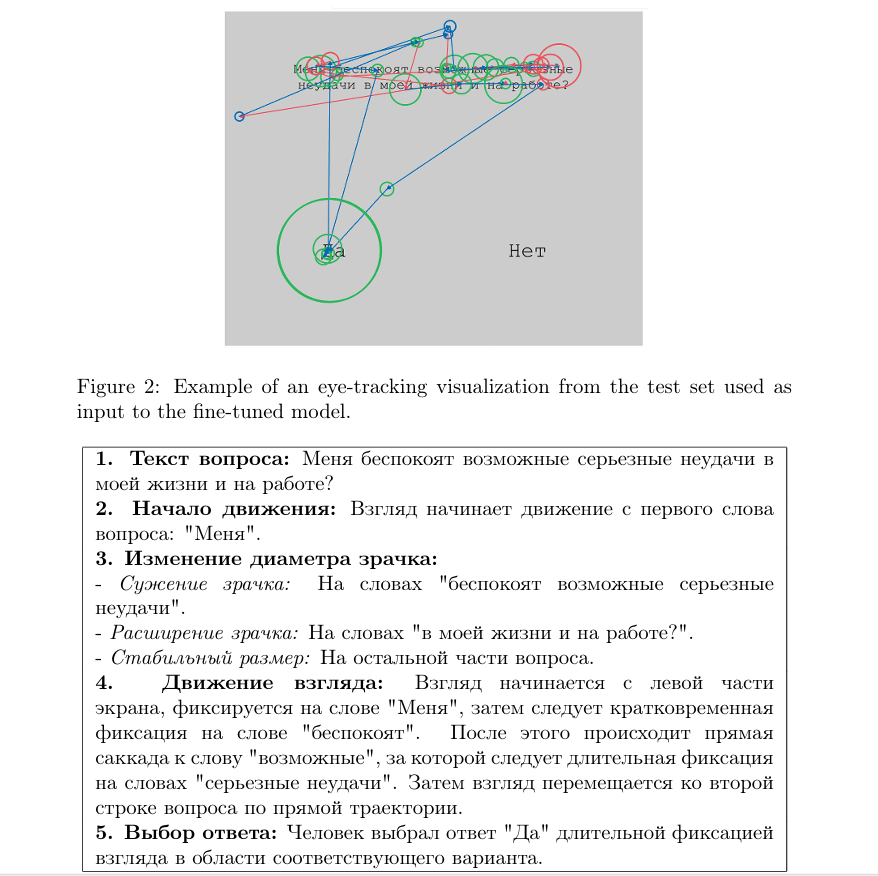 Меня беспокоят возможные серьезные
неудачи в моей жизни и на работе?
Да
Нет
Figure 2: Example of an eye-tracking visualization from the test set used as
input to the fine-tuned model.
1. Текст вопроса: Меня беспокоят возможные серьезные неудачи в
моей жизни и на работе?
2. Начало движения: Взгляд начинает движение с первого слова
вопроса: "Меня".
3. Изменение диаметра зрачка:
- Сужение зрачка: На словах "беспокоят возможные серьезные
неудачи".
- Расширение зрачка: На словах "в моей жизни и на работе?".
- Стабильный размер: На остальной части вопроса.
4. Движение взгляда: Взгляд начинается с левой части
экрана, фиксируется на слове "Меня", затем следует кратковременная
фиксация на слове "беспокоят". После этого происходит прямая
саккада к слову "возможные", за которой следует длительная фиксация
на словах "серьезные неудачи". Затем взгляд перемещается ко второй
строке вопроса по прямой траектории.
5. Выбор ответа: Человек выбрал ответ "Да" длительной фиксацией
взгляда в области соответствующего варианта.